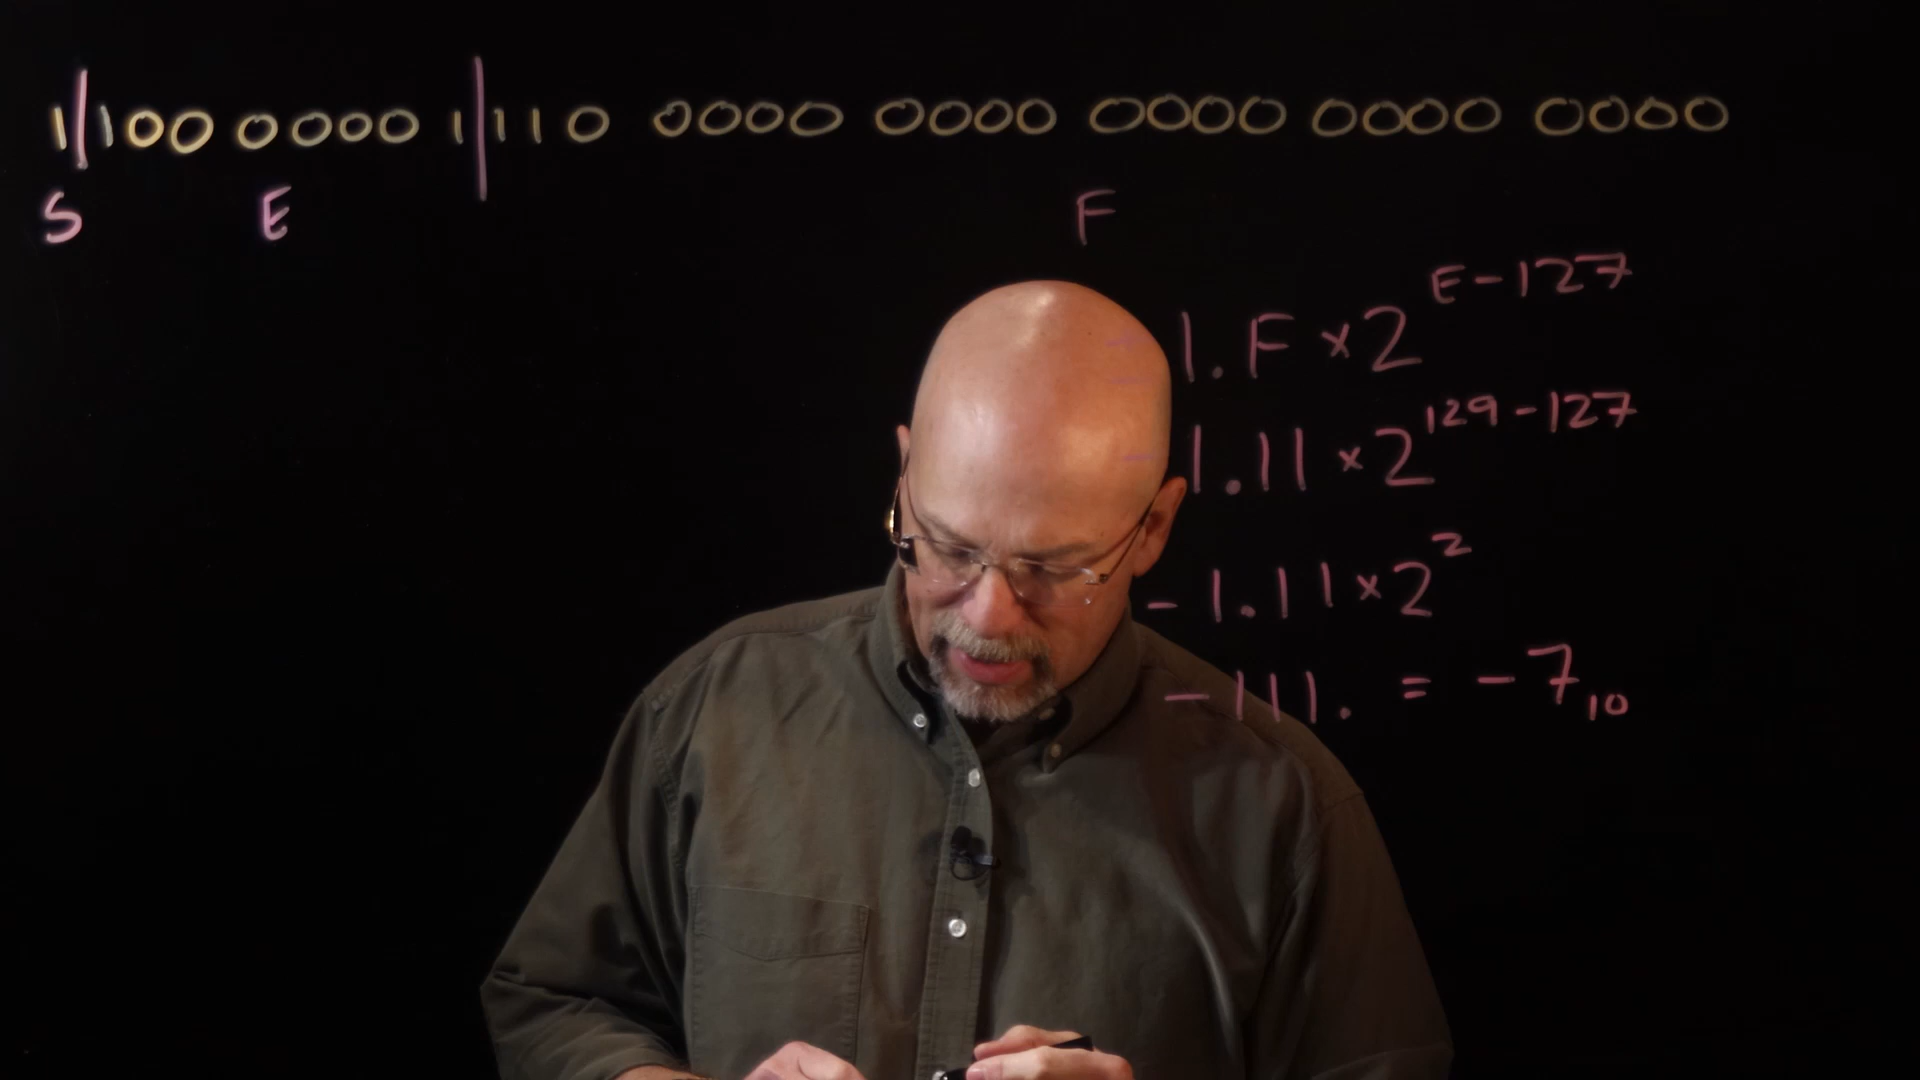 1|100 0000 1|110 0000 0000 0000 0000 0000
S E F
- 1.F × 2^E-127
- 1.11 × 2^129-127
- 1.11 × 2^2
- 111. = - 7₁₀